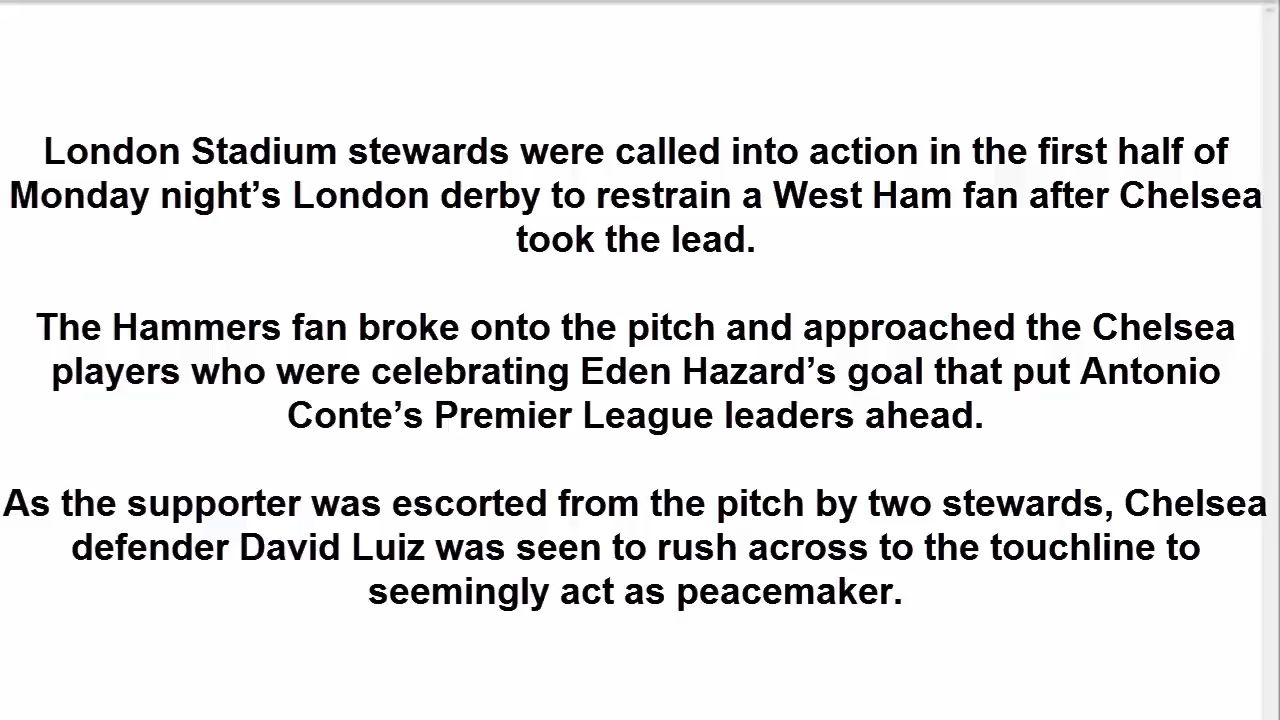 London Stadium stewards were called into action in the first half of
Monday night’s London derby to restrain a West Ham fan after Chelsea
took the lead.
The Hammers fan broke onto the pitch and approached the Chelsea
players who were celebrating Eden Hazard’s goal that put Antonio
Conte’s Premier League leaders ahead.
As the supporter was escorted from the pitch by two stewards, Chelsea
defender David Luiz was seen to rush across to the touchline to
seemingly act as peacemaker.